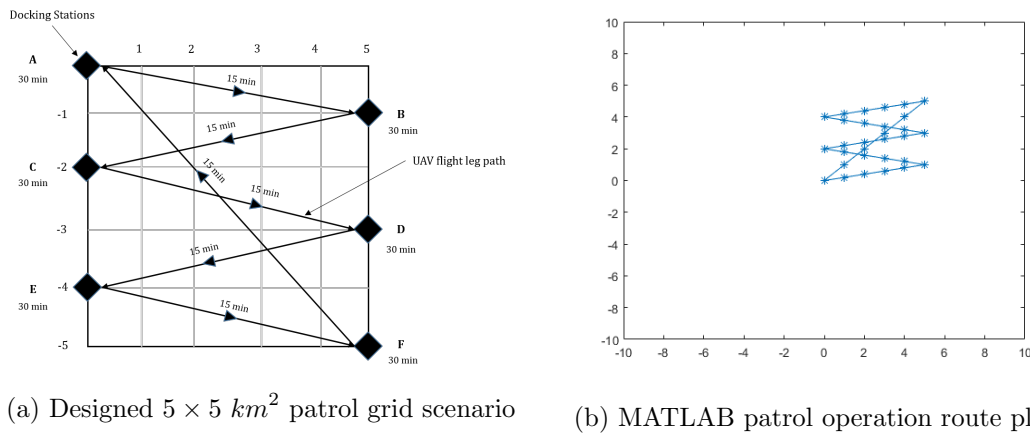 Docking Stations
1 2 3 4 5
A
30 min
15 min
-1
B
30 min
15 min
C
-2
30 min
15 min
UAV flight leg path
15 min
-3
D
30 min
15 min
E
-4
30 min
15 min
-5
F
30 min
(a) Designed 5 × 5 km² patrol grid scenario
10
8
6
4
2
0
-2
-4
-6
-8
-10
-10 -8 -6 -4 -2 0 2 4 6 8 10
(b) MATLAB patrol operation route pl